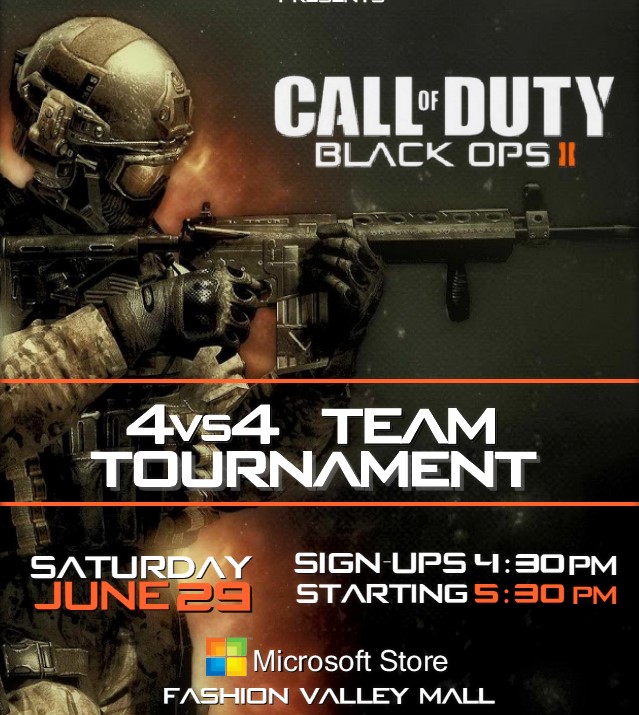 PRESENTS
CALL OF DUTY
BLACK OPS II
4vs4 TEAM
TOURNAMENT
SATURDAY
JUNE 29
SIGN-UPS 4:30 PM
STARTING 5:30 PM
Microsoft Store
FASHION VALLEY MALL